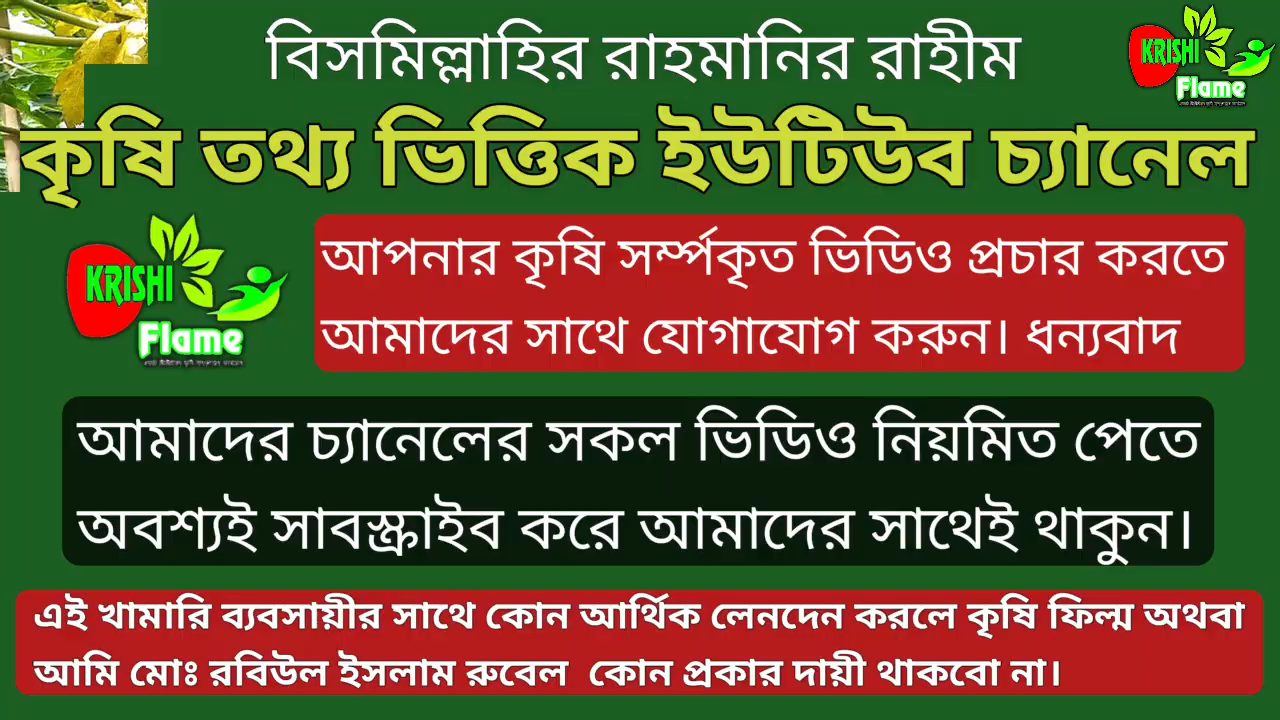 বিসমিল্লাহির রাহমানির রাহীম
KRISHI
Flame
কৃষি তথ্য ভিত্তিক ইউটিউব চ্যানেল
KRISHI
Flame
আপনার কৃষি সর্ম্পকৃত ভিডিও প্রচার করতে
আমাদের সাথে যোগাযোগ করুন। ধন্যবাদ
আমাদের চ্যানেলের সকল ভিডিও নিয়মিত পেতে
অবশ্যই সাবস্ক্রাইব করে আমাদের সাথেই থাকুন।
এই খামারি ব্যবসায়ীর সাথে কোন আর্থিক লেনদেন করলে কৃষি ফিল্ম অথবা
আমি মোঃ রবিউল ইসলাম রুবেল কোন প্রকার দায়ী থাকবো না।